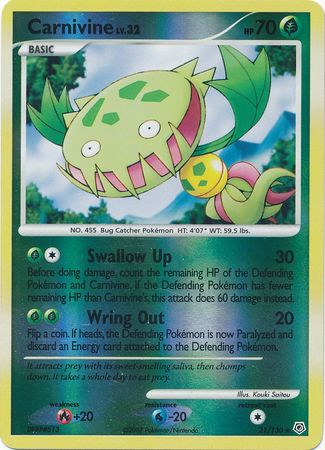 Carnivine LV.32 HP 70
BASIC
NO. 455 Bug Catcher Pokémon HT: 4'07" WT: 59.5 lbs.
Swallow Up 30
Before doing damage, count the remaining HP of the Defending
Pokémon and Carnivine. If the Defending Pokémon has fewer
remaining HP than Carnivine's, this attack does 60 damage instead.
Wring Out 20
Flip a coin. If heads, the Defending Pokémon is now Paralyzed and
discard an Energy card attached to the Defending Pokémon.
It attracts prey with its sweet-smelling saliva, then chomps
down. It takes a whole day to eat prey.
Illus. Kouki Saitou
weakness resistance retreat cost
+20 -20
©2007 Pokémon/Nintendo
21/130 ★